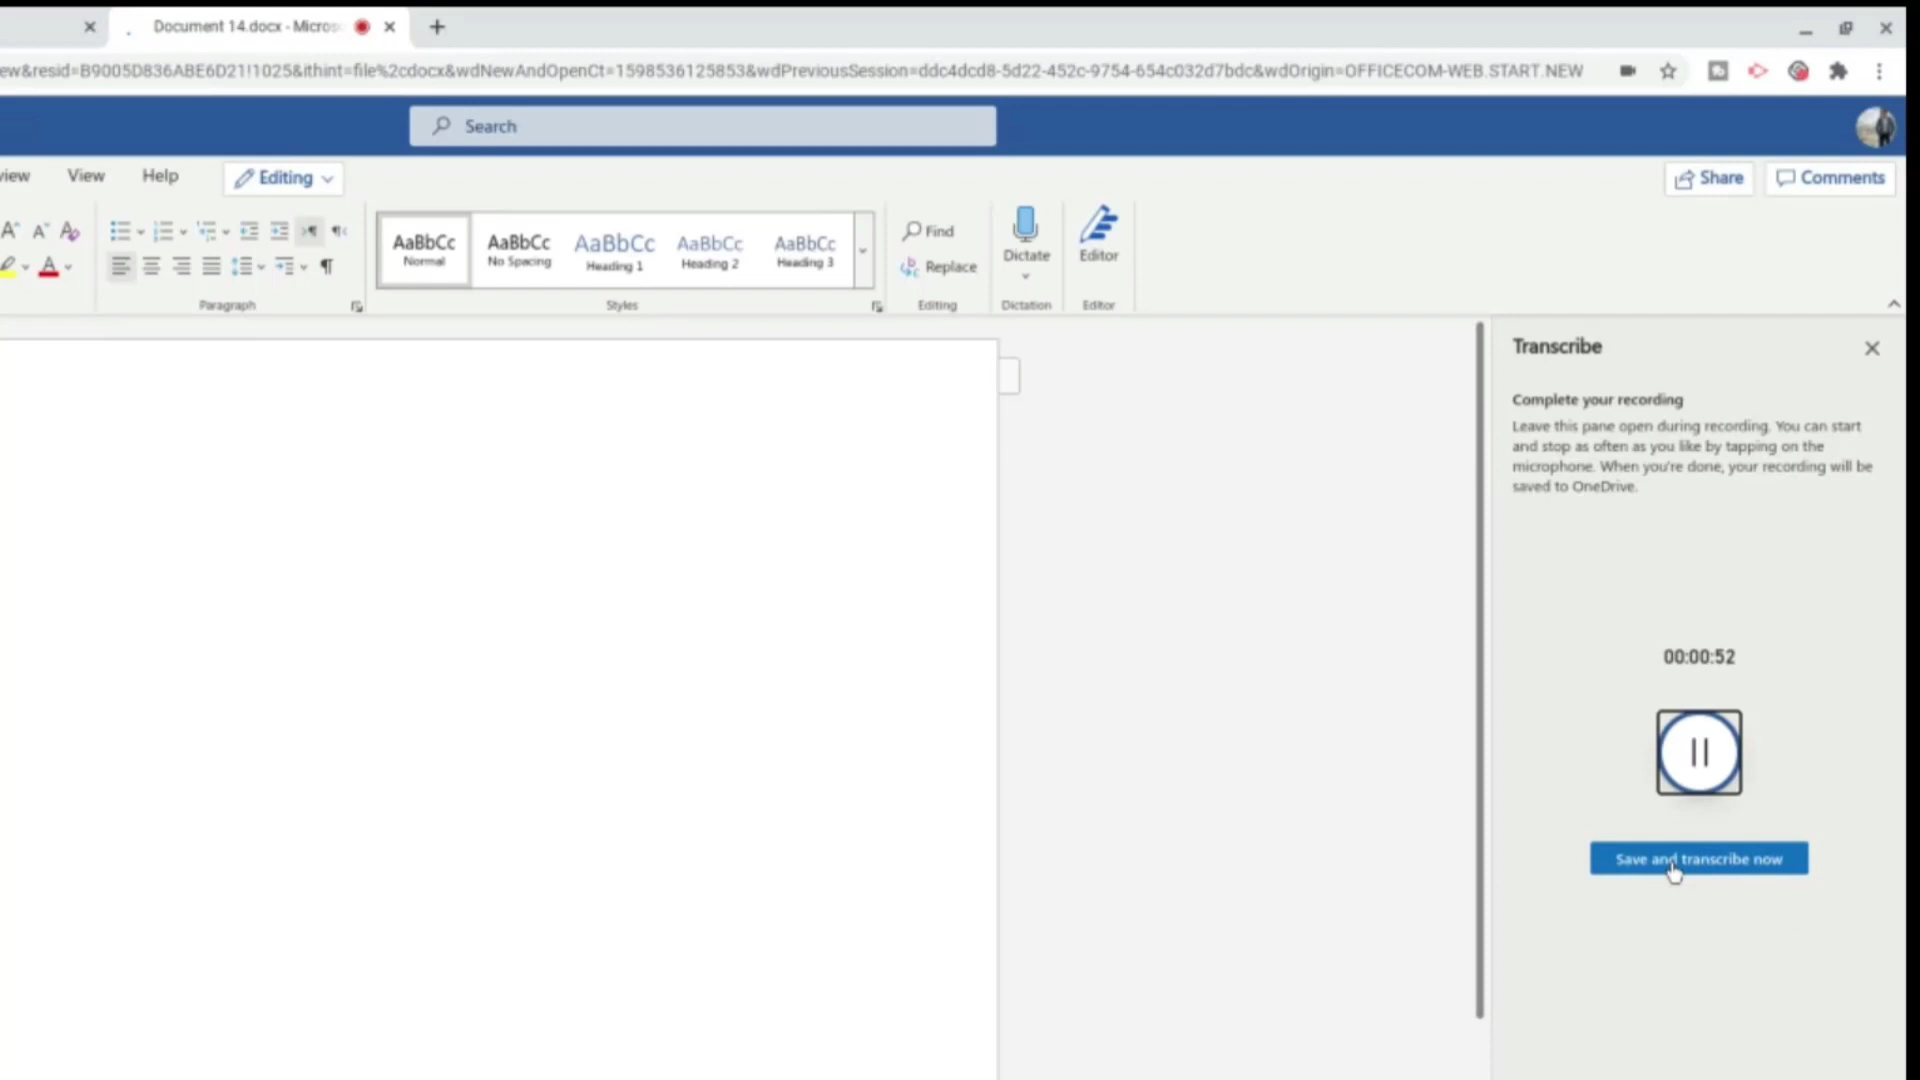 Document 14.docx - Micros
ew&resid=B9005D836ABE6D21!1025&ithint=file%2cdocx&wdNewAndOpenCt=1598536125853&wdPreviousSession=ddc4dcd8-5d22-452c-9754-654c032d7bdc&wdOrigin=OFFICECOM-WEB.START.NEW
Search
view View Help Editing Share Comments
Find
Replace
AaBbCc AaBbCc AaBbCc AaBbCc AaBbCc
Normal No Spacing Heading 1 Heading 2 Heading 3
Dictate Editor
Paragraph Styles Editing Dictation Editor
Transcribe
Complete your recording
Leave this pane open during recording. You can start
and stop as often as you like by tapping on the
microphone. When you're done, your recording will be
saved to OneDrive.
00:00:52
Save and transcribe now